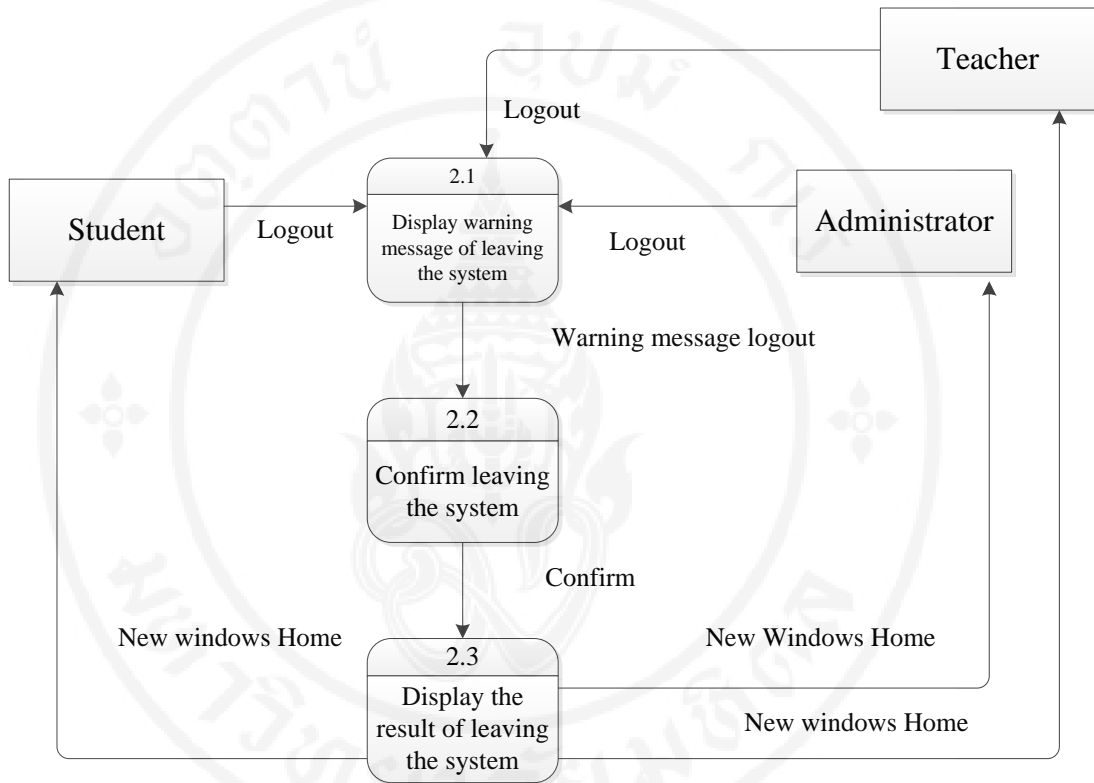 Teacher
Logout
2.1
Student
Logout
Display warning
message of leaving
the system
Logout
Administrator
Warning message logout
2.2
Confirm leaving
the system
Confirm
New windows Home
2.3
New Windows Home
Display the
result of leaving
the system
New windows Home